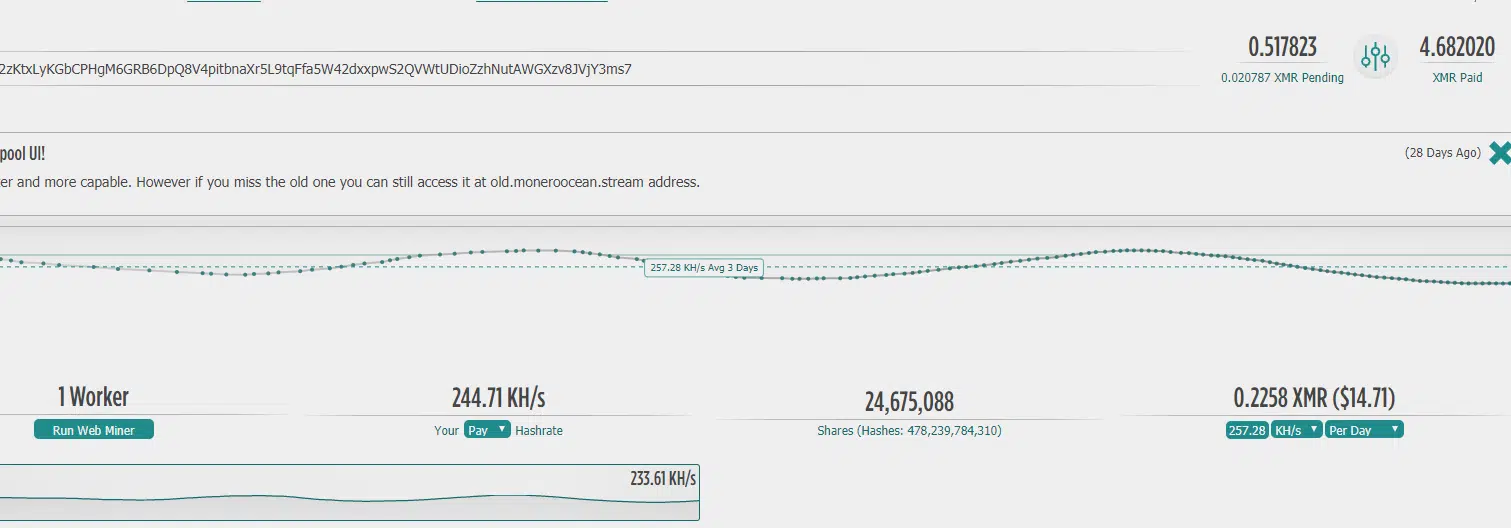 0.517823
4.682020
2zKtxLyKGbCPHgM6GRB6DpQ8V4pitbnaXr5L9tqFfa5W42dxxpwS2QVWtUDioZzhNutAWGXzv8JVjY3ms7
0.020787 XMR Pending
XMR Paid
pool UI!
(28 Days Ago)
er and more capable. However if you miss the old one you can still access it at old.moneroocean.stream address.
257.28 KH/s Avg 3 Days
1 Worker
244.71 KH/s
24,675,088
0.2258 XMR ($14.71)
Run Web Miner
Your Pay Hashrate
Shares (Hashes: 478,239,784,310)
257.28 KH/s Per Day
233.61 KH/s